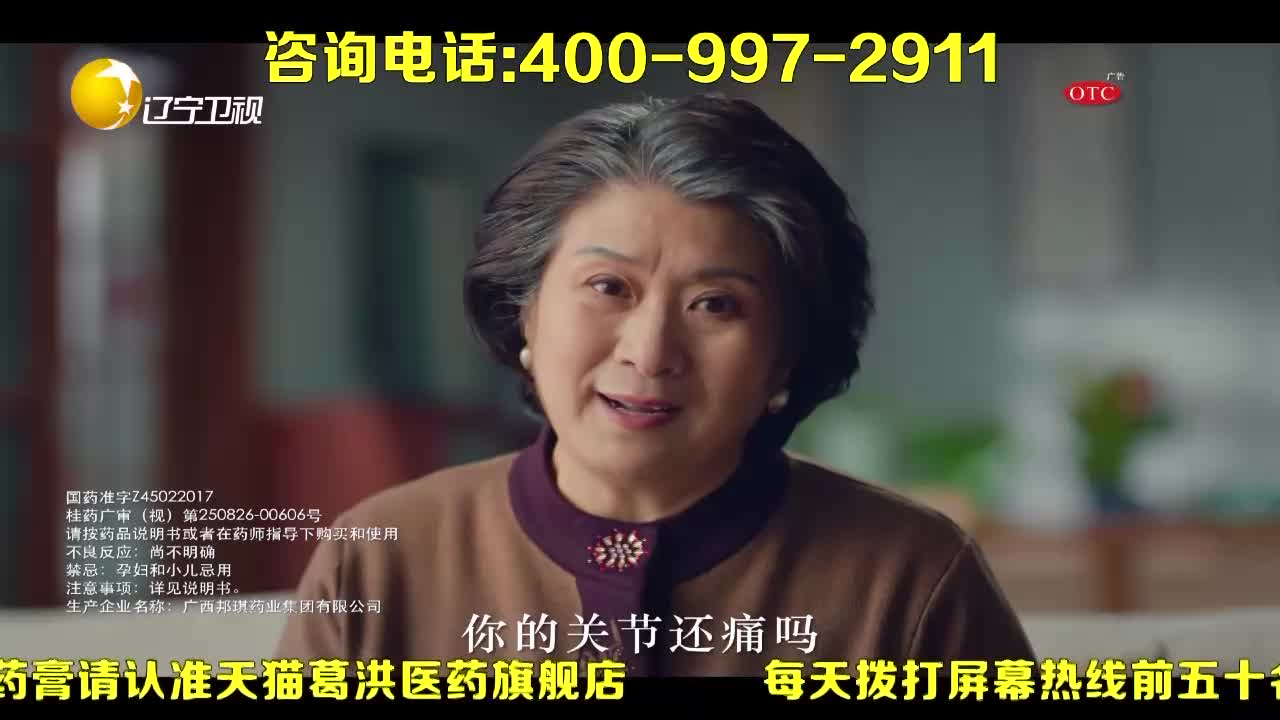 咨询电话:400-997-2911
辽宁卫视
广告
OTC
国药准字Z45022017
桂药广审（视）第250826-00606号
请按药品说明书或者在药师指导下购买和使用
不良反应：尚不明确
禁忌：孕妇和小儿忌用
注意事项：详见说明书。
生产企业名称：广西邦琪药业集团有限公司
你的关节还痛吗
药膏请认准天猫葛洪医药旗舰店 每天拨打屏幕热线前五十名